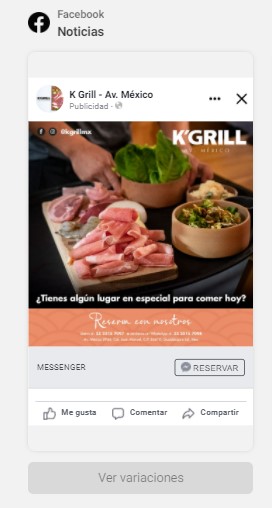 Facebook
Noticias
K Grill - Av. México
Publicidad
@kgrillmx
K'GRILL
MÉXICO
¿Tienes algún lugar en especial para comer hoy?
Reserva con nosotros
MESSENGER
RESERVAR
Me gusta
Comentar
Compartir
Ver variaciones